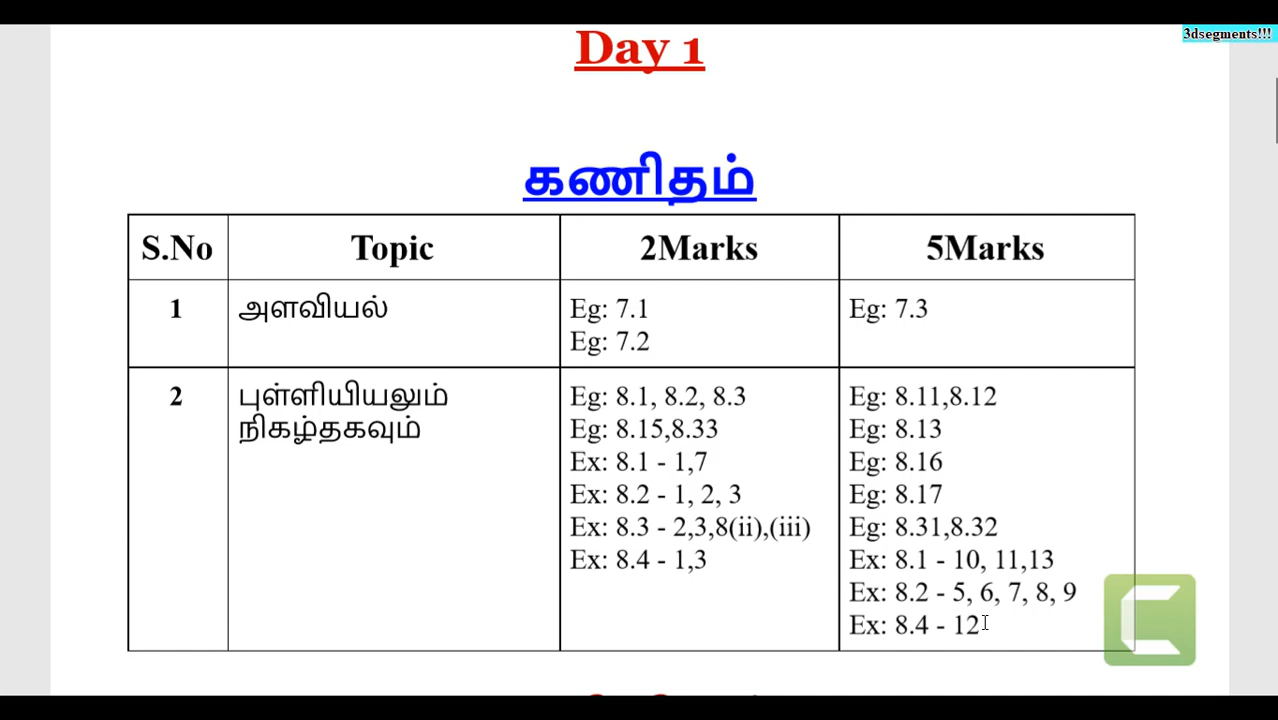 3dsegments!!!
Day 1
கணிதம்
S.No Topic 2Marks 5Marks
1 அளவியல் Eg: 7.1 Eg: 7.3
Eg: 7.2
2 புள்ளியியலும் Eg: 8.1, 8.2, 8.3 Eg: 8.11,8.12
நிகழ்தகவும் Eg: 8.15,8.33 Eg: 8.13
Ex: 8.1 - 1,7 Eg: 8.16
Ex: 8.2 - 1, 2, 3 Eg: 8.17
Ex: 8.3 - 2,3,8(ii),(iii) Eg: 8.31,8.32
Ex: 8.4 - 1,3 Ex: 8.1 - 10, 11,13
Ex: 8.2 - 5, 6, 7, 8, 9
Ex: 8.4 - 12